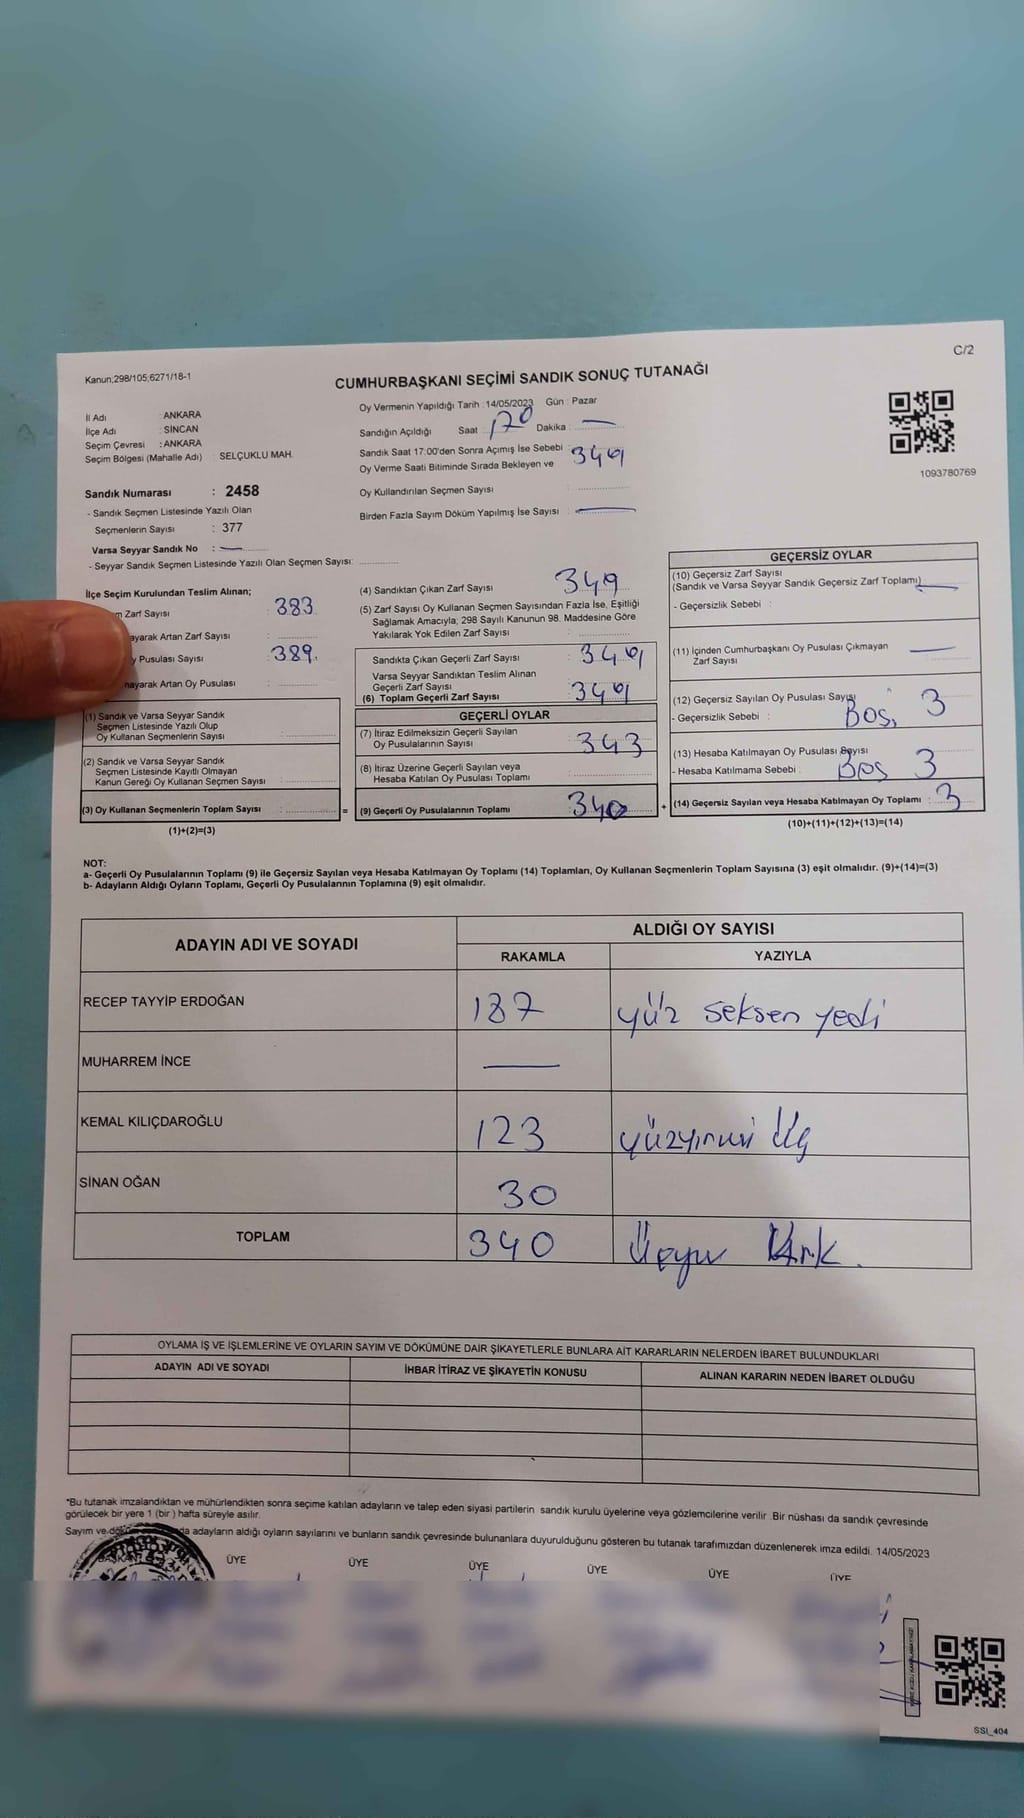 C/2
Kanun;298/105;6271/18-1
CUMHURBAŞKANI SEÇİMİ SANDIK SONUÇ TUTANAĞI
İl Adı : ANKARA
İlçe Adı : SİNCAN
Seçim Çevresi : ANKARA
Seçim Bölgesi (Mahalle Adı) : SELÇUKLU MAH.
Sandık Numarası : 2458
- Sandık Seçmen Listesinde Yazılı Olan
Seçmenlerin Sayısı : 377
Varsa Seyyar Sandık No :
- Seyyar Sandık Seçmen Listesinde Yazılı Olan Seçmen Sayısı:
Oy Vermenin Yapıldığı Tarih : 14/05/2023 Gün : Pazar
Sandığın Açıldığı Saat 170 Dakika :
Sandık Saat 17:00'den Sonra Açımış İse Sebebi
Oy Verme Saati Bitiminde Sırada Bekleyen ve 349
Oy Kullandırılan Seçmen Sayısı :
Birden Fazla Sayım Döküm Yapılmış İse Sayısı :
1093780769
İlçe Seçim Kurulundan Teslim Alınan;
Zarf Sayısı : 383
ayarak Artan Zarf Sayısı :
Pusulası Sayısı : 389.
nayarak Artan Oy Pusulası :
(1) Sandık ve Varsa Seyyar Sandık
Seçmen Listesinde Yazılı Olup
Oy Kullanan Seçmenlerin Sayısı :
(2) Sandık ve Varsa Seyyar Sandık
Seçmen Listesinde Kayıtlı Olmayan
Kanun Gereği Oy Kullanan Seçmen Sayısı :
(3) Oy Kullanan Seçmenlerin Toplam Sayısı : =
(1)+(2)=(3)
(4) Sandıktan Çıkan Zarf Sayısı 349
(5) Zarf Sayısı Oy Kullanan Seçmen Sayısından Fazla İse, Eşitliği
Sağlamak Amacıyla; 298 Sayılı Kanunun 98. Maddesine Göre
Yakılarak Yok Edilen Zarf Sayısı :
Sandıkta Çıkan Geçerli Zarf Sayısı : 349
Varsa Seyyar Sandıktan Teslim Alınan
Geçerli Zarf Sayısı
(6) Toplam Geçerli Zarf Sayısı : 349
GEÇERLİ OYLAR
(7) İtiraz Edilmeksizin Geçerli Sayılan
Oy Pusulalarının Sayısı : 343
(8) İtiraz Üzerine Geçerli Sayılan veya
Hesaba Katılan Oy Pusulası Toplamı :
(9) Geçerli Oy Pusulalarının Toplamı : 340 +
GEÇERSİZ OYLAR
(10) Geçersiz Zarf Sayısı
(Sandık ve Varsa Seyyar Sandık Geçersiz Zarf Toplamı)
- Geçersizlik Sebebi :
(11) İçinden Cumhurbaşkanı Oy Pusulası Çıkmayan
Zarf Sayısı
(12) Geçersiz Sayılan Oy Pusulası Sayısı 3
- Geçersizlik Sebebi : Boş,
(13) Hesaba Katılmayan Oy Pusulası Sayısı
- Hesaba Katılmama Sebebi : Boş 3
(14) Geçersiz Sayılan veya Hesaba Katılmayan Oy Toplamı : 3
(10)+(11)+(12)+(13)=(14)
NOT:
a- Geçerli Oy Pusulalarının Toplamı (9) ile Geçersiz Sayılan veya Hesaba Katılmayan Oy Toplamı (14) Toplamları, Oy Kullanan Seçmenlerin Toplam Sayısına (3) eşit olmalıdır. (9)+(14)=(3)
b- Adayların Aldığı Oyların Toplamı, Geçerli Oy Pusulalarının Toplamına (9) eşit olmalıdır.
ADAYIN ADI VE SOYADI
ALDIĞI OY SAYISI
RAKAMLA YAZIYLA
RECEP TAYYİP ERDOĞAN 187 yüz seksen yedi
MUHARREM İNCE
KEMAL KILIÇDAROĞLU 123 yüzyirmi Üç
SİNAN OĞAN 30
TOPLAM 340 Üçyüz Kırk.
OYLAMA İŞ VE İŞLEMLERİNE VE OYLARIN SAYIM VE DÖKÜMÜNE DAİR ŞİKAYETLERLE BUNLARA AİT KARARLARIN NELERDEN İBARET BULUNDUKLARI
ADAYIN ADI VE SOYADI İHBAR İTİRAZ VE ŞİKAYETİN KONUSU ALINAN KARARIN NEDEN İBARET OLDUĞU
*Bu tutanak imzalandıktan ve mühürlendikten sonra seçime katılan adayların ve talep eden siyasi partilerin sandık kurulu üyelerine veya gözlemcilerine verilir .Bir nüshası da sandık çevresinde
görülecek bir yere 1 (bir ) hafta süreyle asılır.
Sayım ve adayların aldığı oyların sayılarını ve bunların sandık çevresinde bulunanlara duyurulduğunu gösteren bu tutanak tarafımızdan düzenlenerek imza edildi. 14/05/2023
BAŞKAN ÜYE ÜYE ÜYE ÜYE ÜYE ÜYE
SSI_404